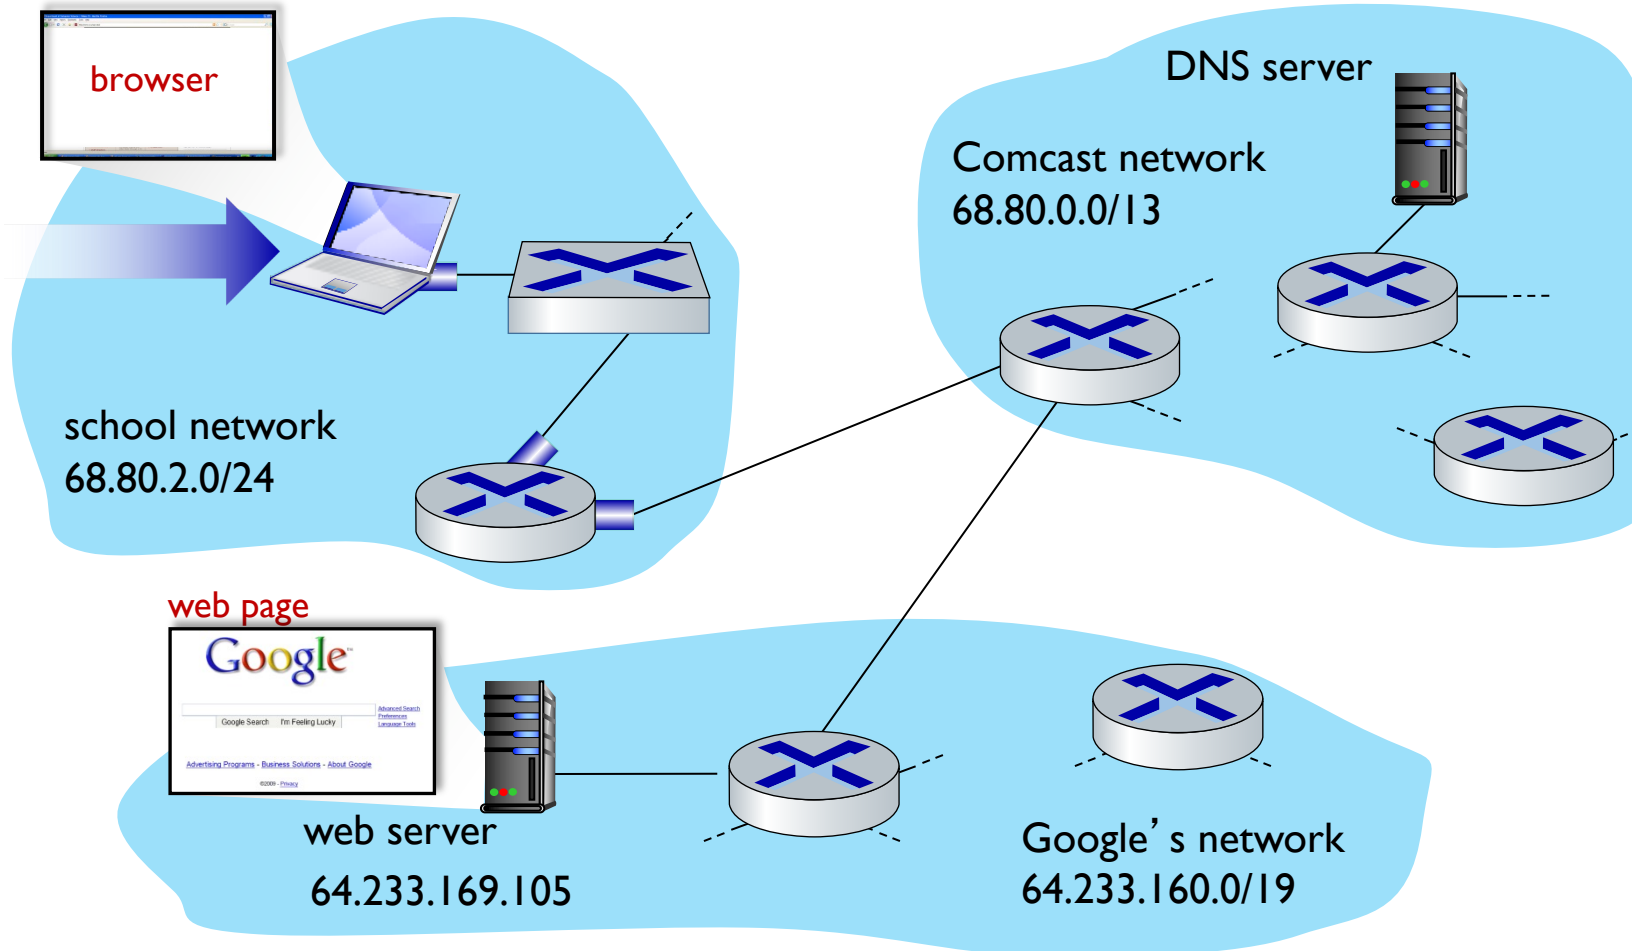 browser
DNS server
Comcast network
68.80.0.0/13
school network
68.80.2.0/24
web page
Google
Advanced Search
Preferences
Language Tools
Google Search I'm Feeling Lucky
Advertising Programs - Business Solutions - About Google
©2009 - Privacy
web server
64.233.169.105
Google's network
64.233.160.0/19